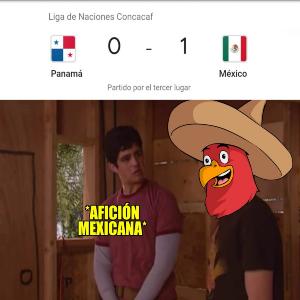 Liga de Naciones Concacaf
0 - 1
Panamá México
Partido por el tercer lugar
*AFICIÓN
MEXICANA*